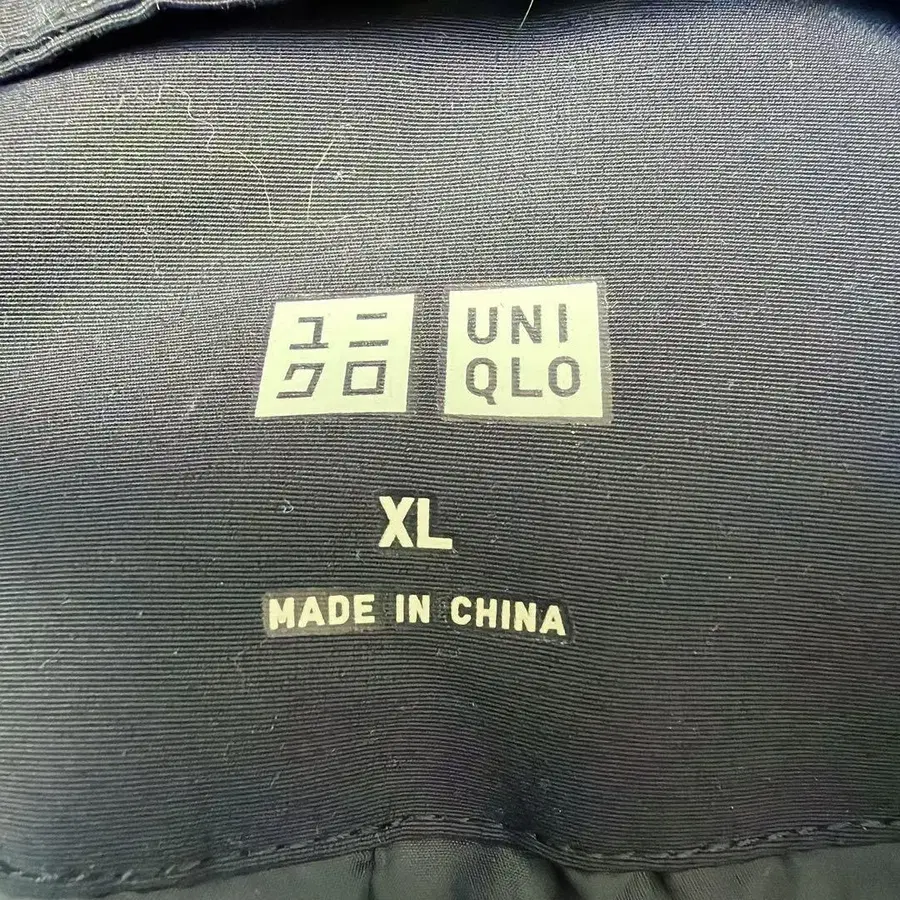 ユニ UNI
クロ QLO
XL
MADE IN CHINA